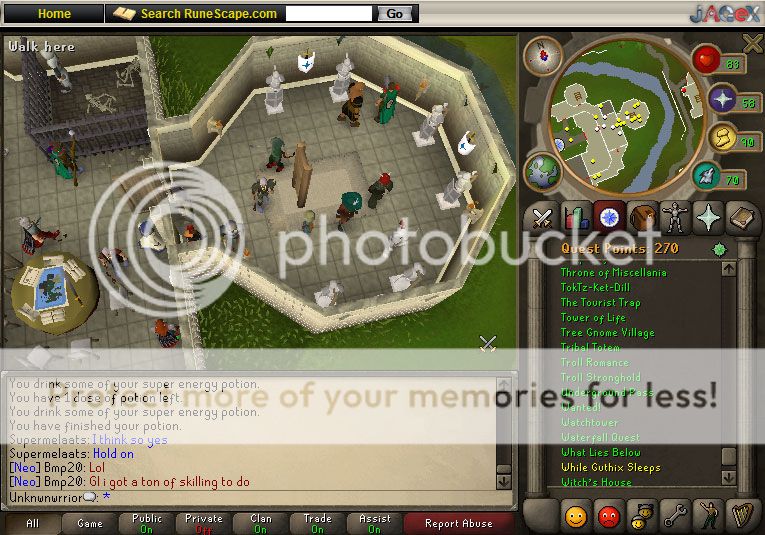 Home
Search RuneScape.com
Go
JAGEX
Walk here
83
58
90
70
Quest Points: 270
Throne of Miscellania
TokTz-Ket-Dill
The Tourist Trap
Tower of Life
Tree Gnome Village
Tribal Totem
Troll Romance
Troll Stronghold
Underground Pass
Wanted!
Watchtower
Waterfall Quest
What Lies Below
While Guthix Sleeps
Witch's House
photobucket
Protect more of your memories for less!
You drink some of your super energy potion.
You have 1 dose of potion left.
You drink some of your super energy potion.
You have finished your potion.
Supermelaats: I think so yes
Supermelaats: Hold on
[Neo] Bmp20: Lol
[Neo] Bmp20: Gl i got a ton of skilling to do
Unknwnwrrior: *
All
Game
Public
On
Private
Off
Clan
On
Trade
On
Assist
On
Report Abuse